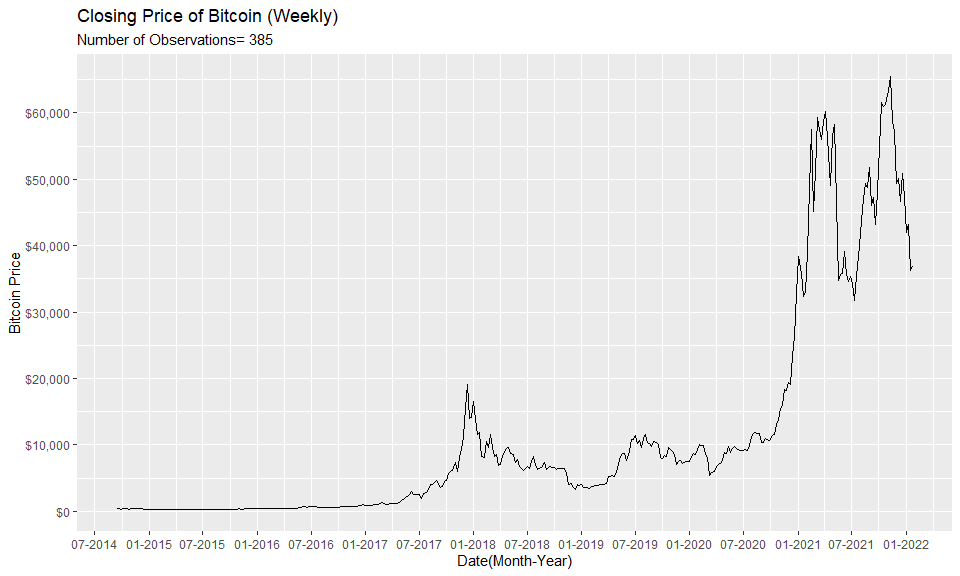 Closing Price of Bitcoin (Weekly)
Number of Observations= 385
$60,000
$50,000
$40,000
$30,000
$20,000
$10,000
$0
Bitcoin Price
07-2014 01-2015 07-2015 01-2016 07-2016 01-2017 07-2017 01-2018 07-2018 01-2019 07-2019 01-2020 07-2020 01-2021 07-2021 01-2022
Date(Month-Year)